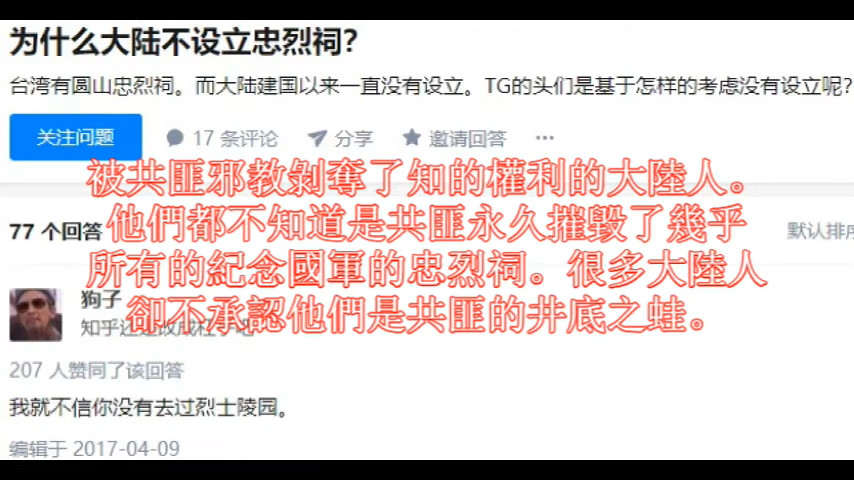 为什么大陆不设立忠烈祠?
台湾有圆山忠烈祠。而大陆建国以来一直没有设立。TG的头们是基于怎样的考虑没有设立呢?
关注问题
17 条评论
分享
邀请回答
被共匪邪教剝奪了知的權利的大陸人。
77 个回答
他們都不知道是共匪永久摧毀了幾乎
默认排序
所有的紀念國軍的忠烈祠。很多大陸人
狗子
卻不承認他們是共匪的井底之蛙。
知乎还
改成
207 人赞同了该回答
我就不信你没有去过烈士陵园。
编辑于 2017-04-09